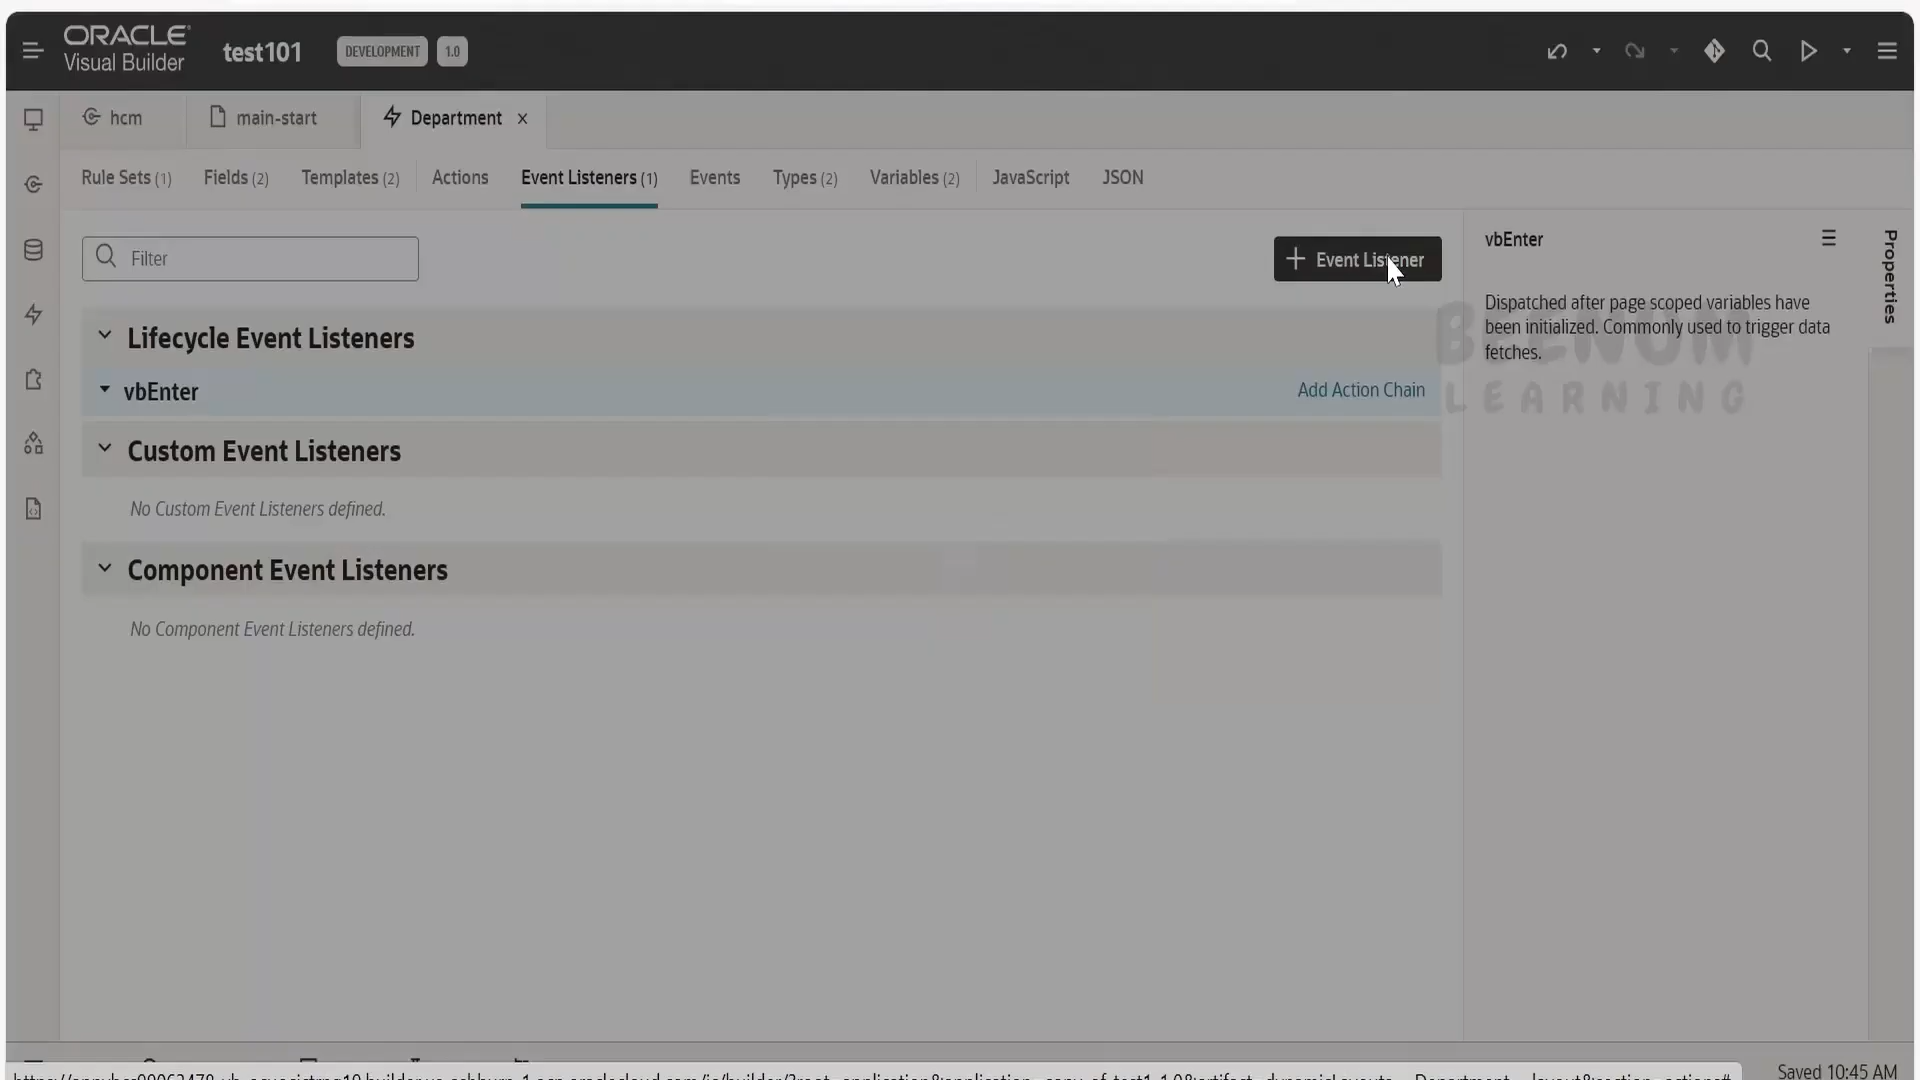 ORACLE
Visual Builder
test101
DEVELOPMENT
1.0
hcm
main-start
Department
Rule Sets (1)
Fields (2)
Templates (2)
Actions
Event Listeners (1)
Events
Types (2)
Variables (2)
JavaScript
JSON
Filter
Event Listener
Lifecycle Event Listeners
vbEnter
Add Action Chain
Custom Event Listeners
No Custom Event Listeners defined.
Component Event Listeners
No Component Event Listeners defined.
vbEnter
Dispatched after page scoped variables have
been initialized. Commonly used to trigger data
fetches.
Properties
BEENUM
LEARNING
Saved 10:45 AM